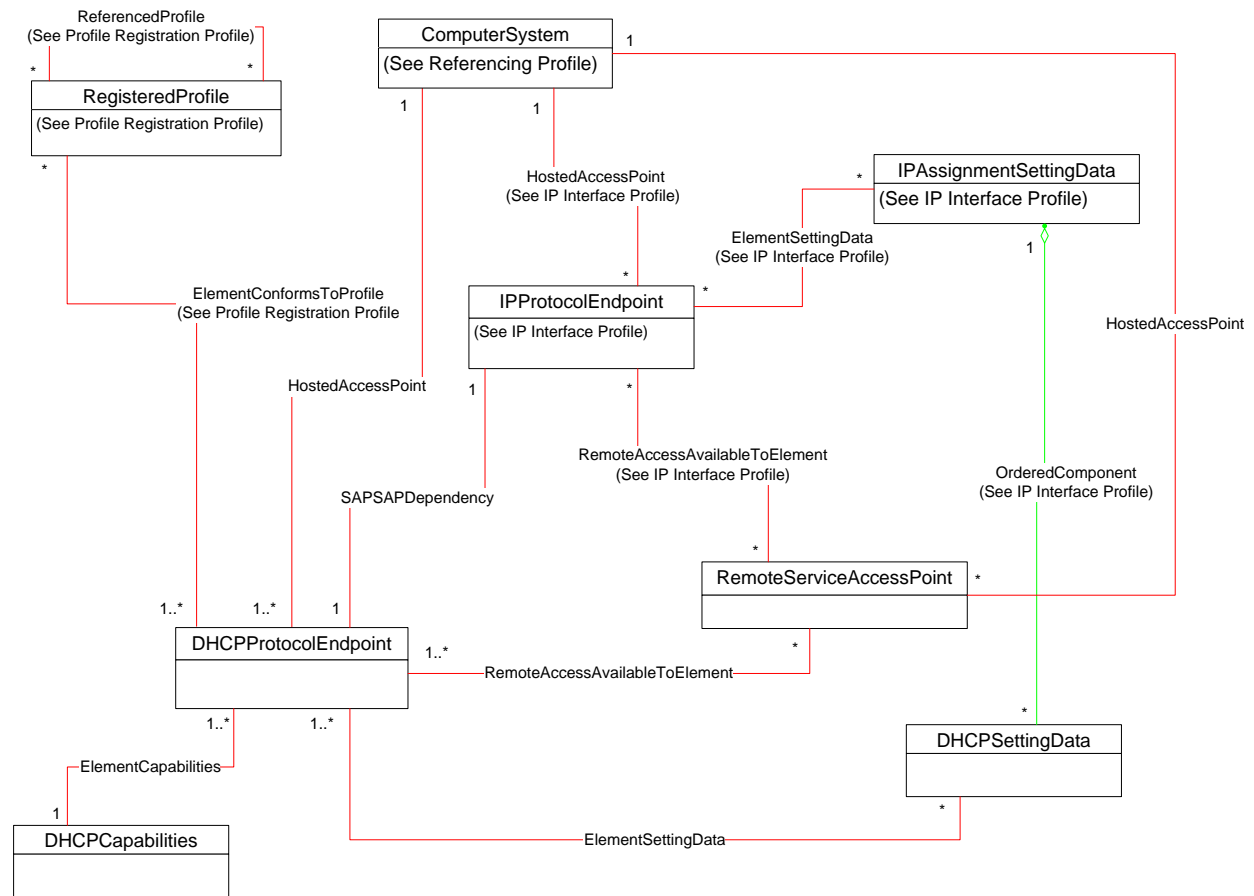 ReferencedProfile
(See Profile Registration Profile)
*
*
RegisteredProfile
(See Profile Registration Profile)
*
ComputerSystem
(See Referencing Profile)
1
1
1
HostedAccessPoint
(See IP Interface Profile)
*
IPAssignmentSettingData
(See IP Interface Profile)
*
1
ElementSettingData
(See IP Interface Profile)
*
ElementConformsToProfile
(See Profile Registration Profile
IPProtocolEndpoint
(See IP Interface Profile)
1
*
HostedAccessPoint
HostedAccessPoint
RemoteAccessAvailableToElement
(See IP Interface Profile)
*
OrderedComponent
(See IP Interface Profile)
SAPSAPDependency
RemoteServiceAccessPoint
*
*
1..*
1..*
1
DHCPProtocolEndpoint
1..*
RemoteAccessAvailableToElement
1..*
1..*
*
DHCPSettingData
*
ElementCapabilities
1
DHCPCapabilities
ElementSettingData